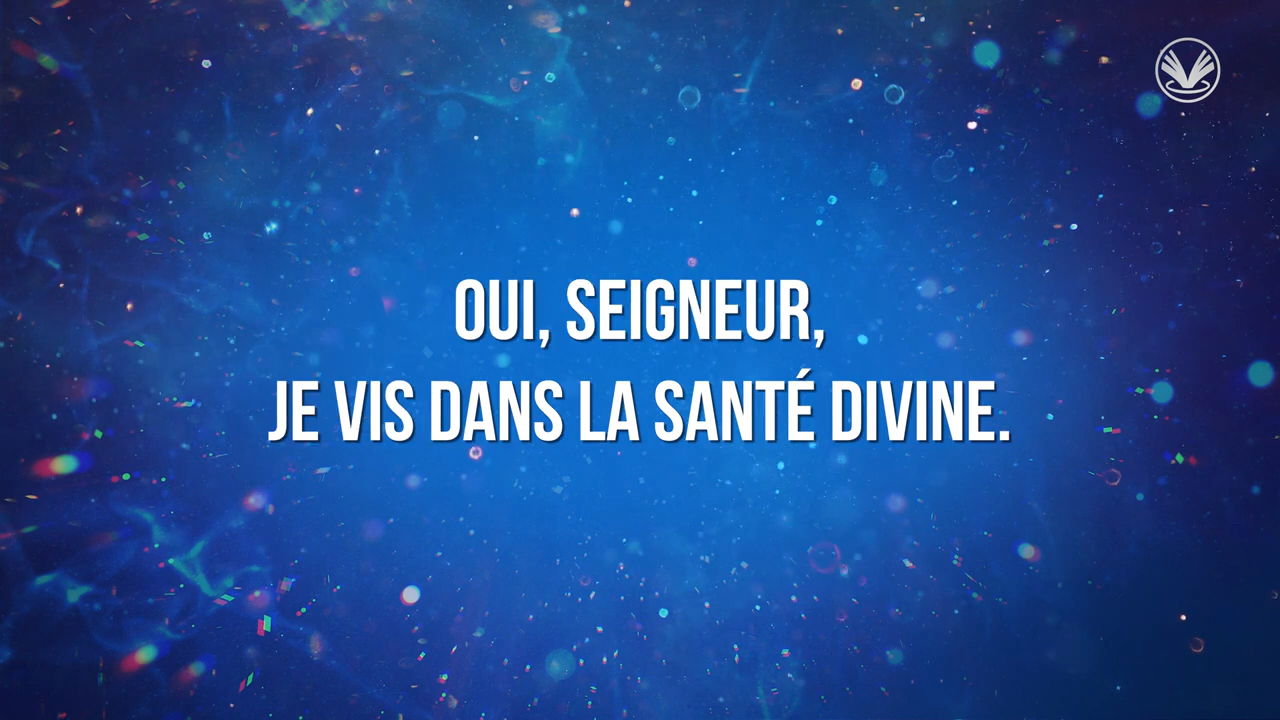 OUI, SEIGNEUR,
JE VIS DANS LA SANTÉ DIVINE.